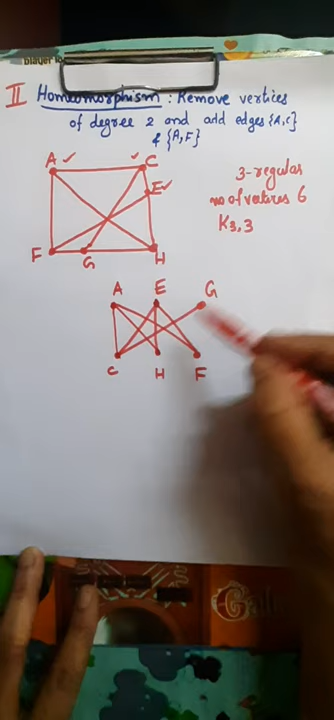 II Homeomorphism : Remove vertices
of degree 2 and add edges {A,C}
& {A,F}
A ✓ ✓ C
E ✓
F G H
3-regular
no of vertices 6
K3,3
A E G
C H F